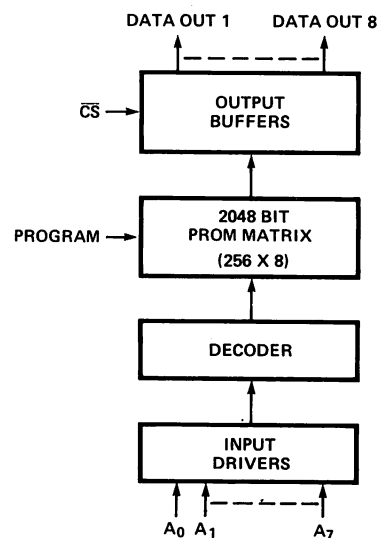 DATA OUT 1 DATA OUT 8
CS
OUTPUT
BUFFERS
PROGRAM
2048 BIT
PROM MATRIX
(256 X 8)
DECODER
INPUT
DRIVERS
A0 A1 A7